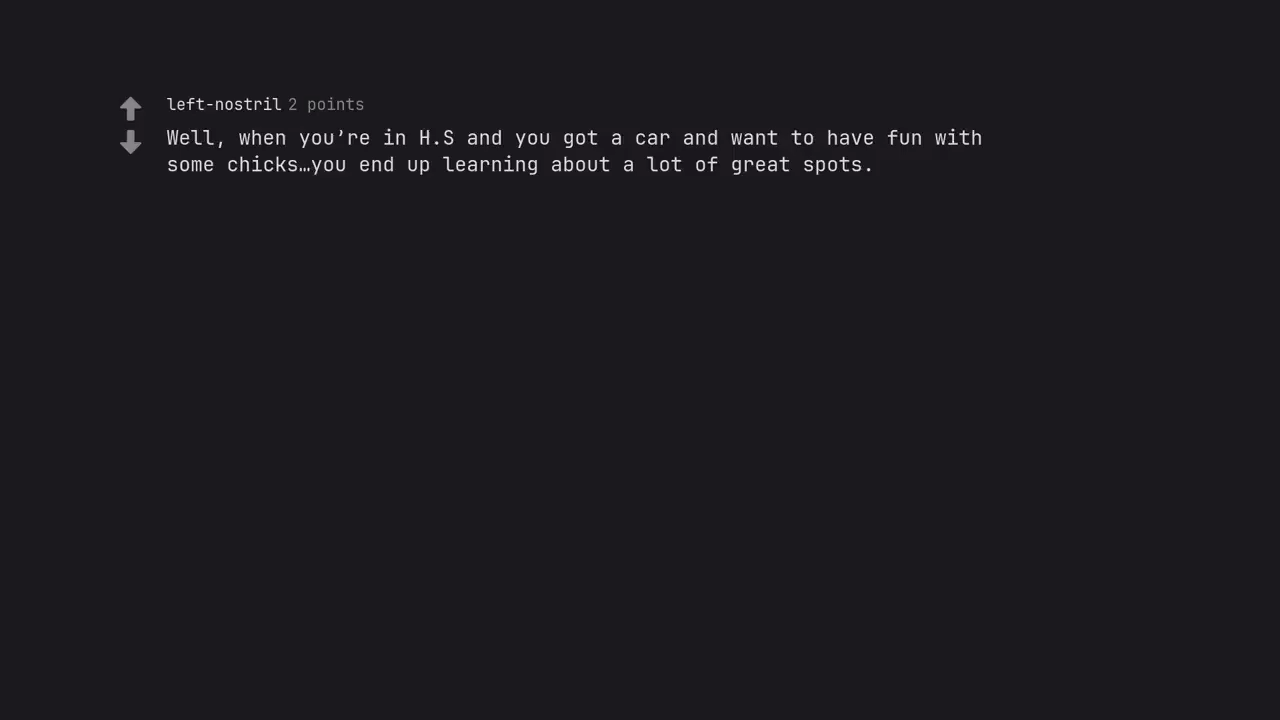 left-nostril 2 points
Well, when you’re in H.S and you got a car and want to have fun with
some chicks…you end up learning about a lot of great spots.